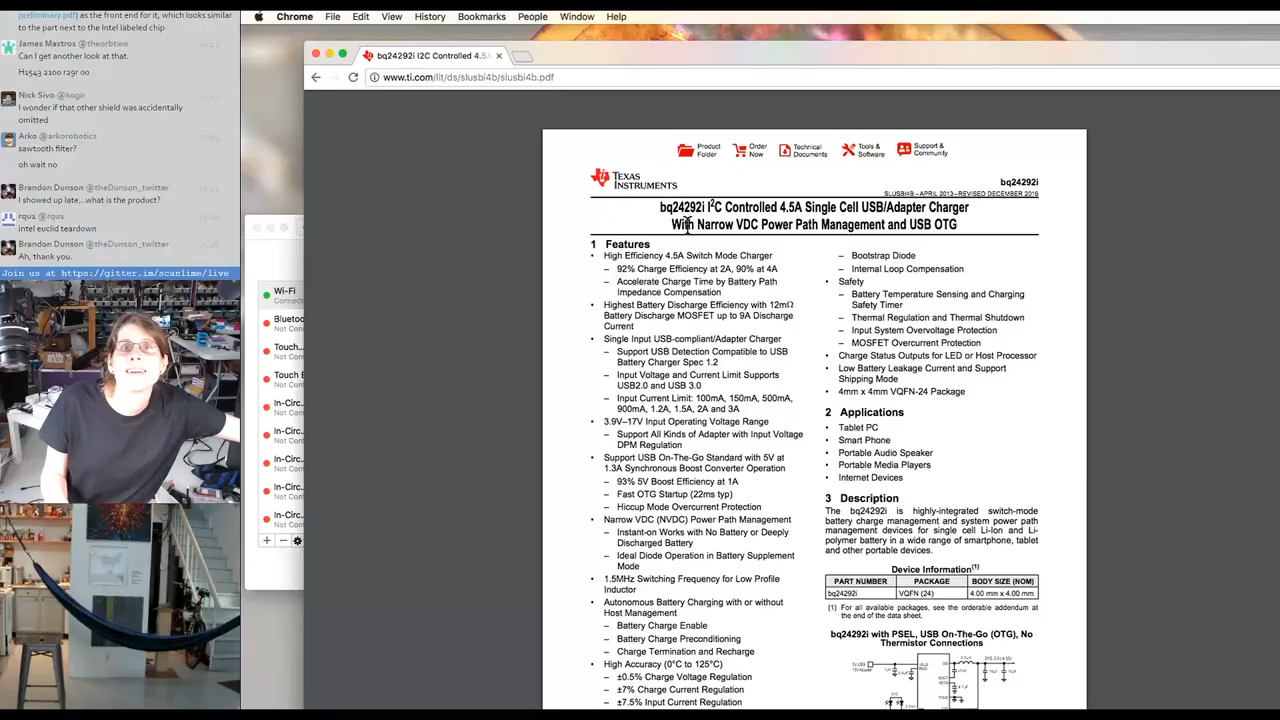 preliminary.pdf) as the front end for it, which looks similar
to the part next to the Intel labeled chip
James Mastros @theorbtwo
Can I get another look at that.
H1543 2100 r29r 00
Nick Sivo @kogir
I wonder if that other shield was accidentally
omitted
Arko @arkorobotics
sawtooth filter?
oh wait no
Brandon Dunson @theDunson_twitter
I showed up late...what is the product?
rqu1 @rqu1
intel euclid teardown
Brandon Dunson @theDunson_twitter
Ah, thank you.
Join us at https://gitter.im/scanlime/live
Chrome File Edit View History Bookmarks People Window Help
bq24292i I2C Controlled 4.5A
www.ti.com/lit/ds/slusbi4b/slusbi4b.pdf
Wi-Fi
Connec
Bluetoo
Not Con
Touch...
Not Con
Touch B
Not Con
In-Circ..
Not Con
In-Circ..
Not Con
In-Circ..
Not Con
In-Circ..
Not Con
In-Circ..
Not Con
Product
Folder
Order
Now
Technical
Documents
Tools &
Software
Support &
Community
TEXAS
INSTRUMENTS
bq24292i
SLUSBI4B – APRIL 2013 – REVISED DECEMBER 2016
bq24292i I²C Controlled 4.5A Single Cell USB/Adapter Charger
With Narrow VDC Power Path Management and USB OTG
1 Features
• High Efficiency 4.5A Switch Mode Charger
– 92% Charge Efficiency at 2A, 90% at 4A
– Accelerate Charge Time by Battery Path
Impedance Compensation
• Highest Battery Discharge Efficiency with 12mΩ
Battery Discharge MOSFET up to 9A Discharge
Current
• Single Input USB-compliant/Adapter Charger
– Support USB Detection Compatible to USB
Battery Charger Spec 1.2
– Input Voltage and Current Limit Supports
USB2.0 and USB 3.0
– Input Current Limit: 100mA, 150mA, 500mA,
900mA, 1.2A, 1.5A, 2A and 3A
• 3.9V–17V Input Operating Voltage Range
– Support All Kinds of Adapter with Input Voltage
DPM Regulation
• Support USB On-The-Go Standard with 5V at
1.3A Synchronous Boost Converter Operation
– 93% 5V Boost Efficiency at 1A
– Fast OTG Startup (22ms typ)
– Hiccup Mode Overcurrent Protection
• Narrow VDC (NVDC) Power Path Management
– Instant-on Works with No Battery or Deeply
Discharged Battery
– Ideal Diode Operation in Battery Supplement
Mode
• 1.5MHz Switching Frequency for Low Profile
Inductor
• Autonomous Battery Charging with or without
Host Management
– Battery Charge Enable
– Battery Charge Preconditioning
– Charge Termination and Recharge
• High Accuracy (0°C to 125°C)
– ±0.5% Charge Voltage Regulation
– ±7% Charge Current Regulation
– ±7.5% Input Current Regulation
– Bootstrap Diode
– Internal Loop Compensation
• Safety
– Battery Temperature Sensing and Charging
Safety Timer
– Thermal Regulation and Thermal Shutdown
– Input System Overvoltage Protection
– MOSFET Overcurrent Protection
• Charge Status Outputs for LED or Host Processor
• Low Battery Leakage Current and Support
Shipping Mode
• 4mm x 4mm VQFN-24 Package
2 Applications
• Tablet PC
• Smart Phone
• Portable Audio Speaker
• Portable Media Players
• Internet Devices
3 Description
The bq24292i is highly-integrated switch-mode
battery charge management and system power path
management devices for single cell Li-Ion and Li-
polymer battery in a wide range of smartphone, tablet
and other portable devices.
Device Information(1)
PART NUMBER PACKAGE BODY SIZE (NOM)
bq24292i VQFN (24) 4.00 mm x 4.00 mm
(1) For all available packages, see the orderable addendum at
the end of the data sheet.
bq24292i with PSEL, USB On-The-Go (OTG), No
Thermistor Connections